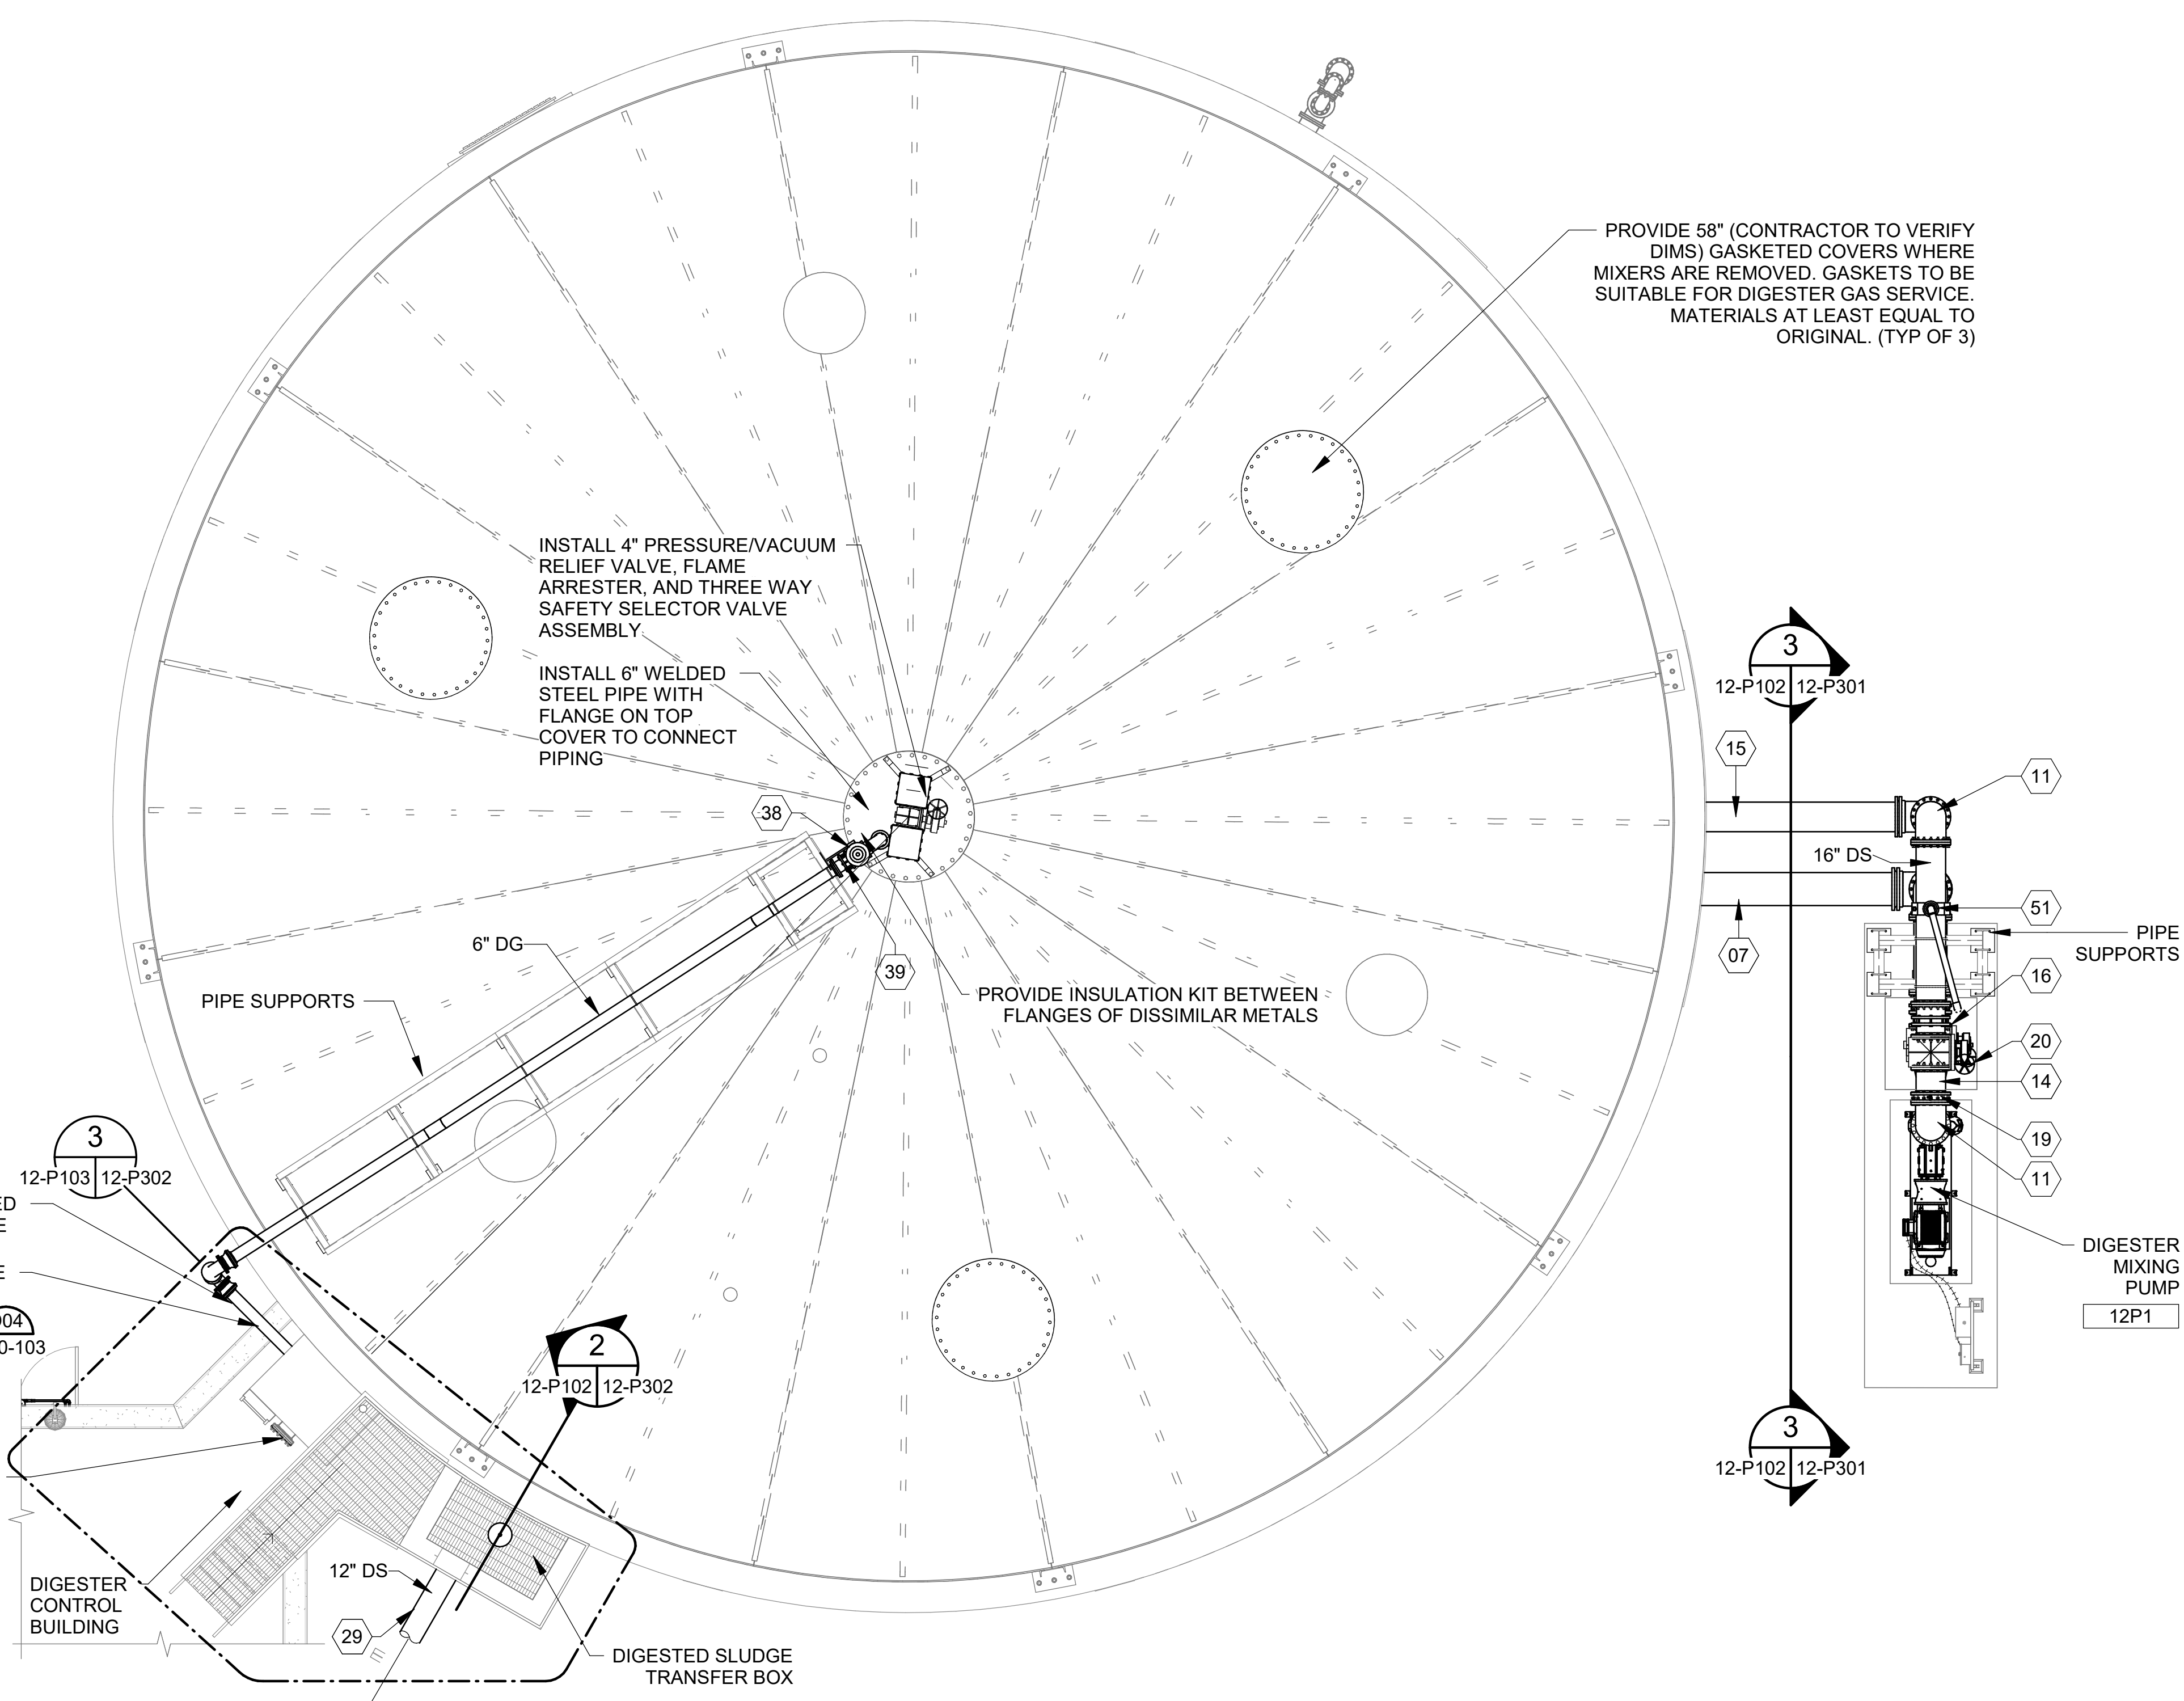 PROVIDE 58" (CONTRACTOR TO VERIFY
DIMS) GASKETED COVERS WHERE
MIXERS ARE REMOVED. GASKETS TO BE
SUITABLE FOR DIGESTER GAS SERVICE.
MATERIALS AT LEAST EQUAL TO
ORIGINAL. (TYP OF 3)
INSTALL 4" PRESSURE/VACUUM
RELIEF VALVE, FLAME
ARRESTER, AND THREE WAY
SAFETY SELECTOR VALVE
ASSEMBLY
INSTALL 6" WELDED
STEEL PIPE WITH
FLANGE ON TOP
COVER TO CONNECT
PIPING
3
12-P102 12-P301
15
11
38
16" DS
51
07
PIPE
SUPPORTS
6" DG
39
16
PIPE SUPPORTS
PROVIDE INSULATION KIT BETWEEN
FLANGES OF DISSIMILAR METALS
20
14
19
11
3
12-P103 12-P302
ED
E
E
DIGESTER
MIXING
PUMP
12P1
04
0-103
2
12-P102 12-P302
3
12-P102 12-P301
12" DS
DIGESTER
CONTROL
BUILDING
29
E
DIGESTED SLUDGE
TRANSFER BOX